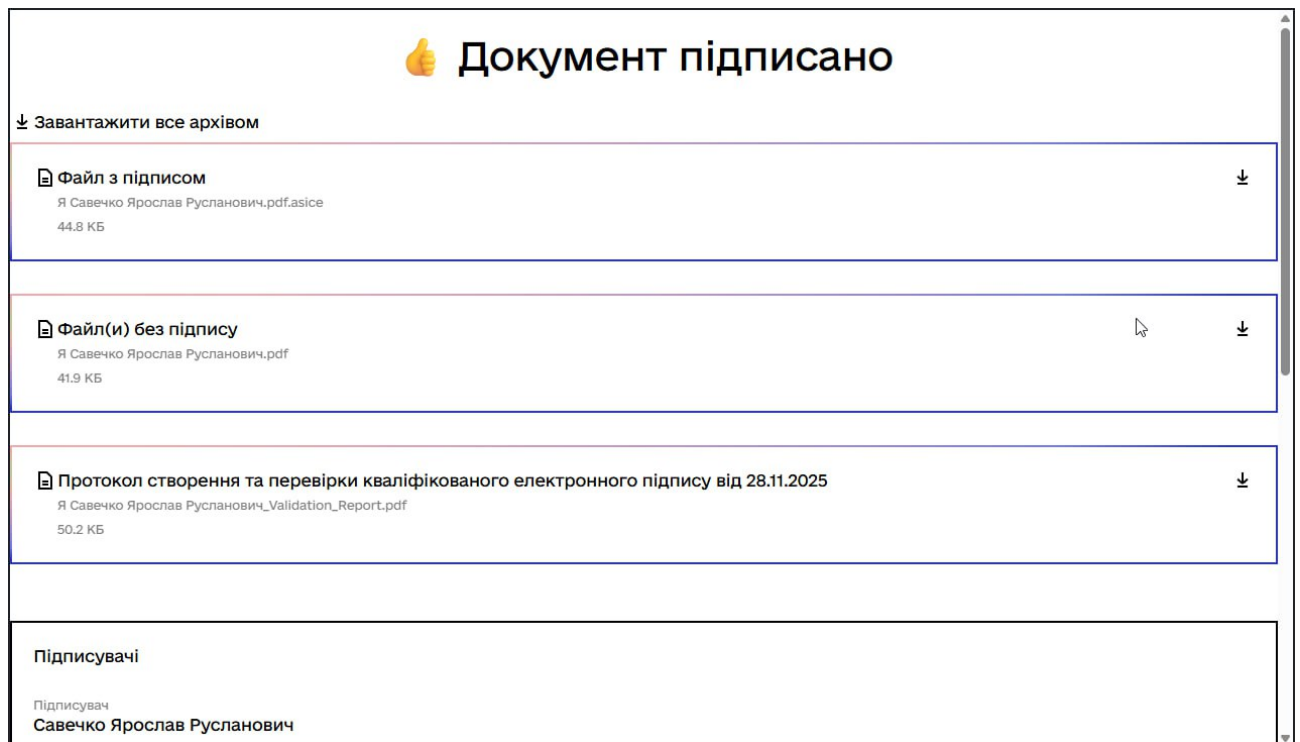 👍 Документ підписано
Завантажити все архівом
Файл з підписом
Я Савечко Ярослав Русланович.pdf.asice
44.8 КБ
Файл(и) без підпису
Я Савечко Ярослав Русланович.pdf
41.9 КБ
Протокол створення та перевірки кваліфікованого електронного підпису від 28.11.2025
Я Савечко Ярослав Русланович_Validation_Report.pdf
50.2 КБ
Підписувачі
Підписувач
Савечко Ярослав Русланович